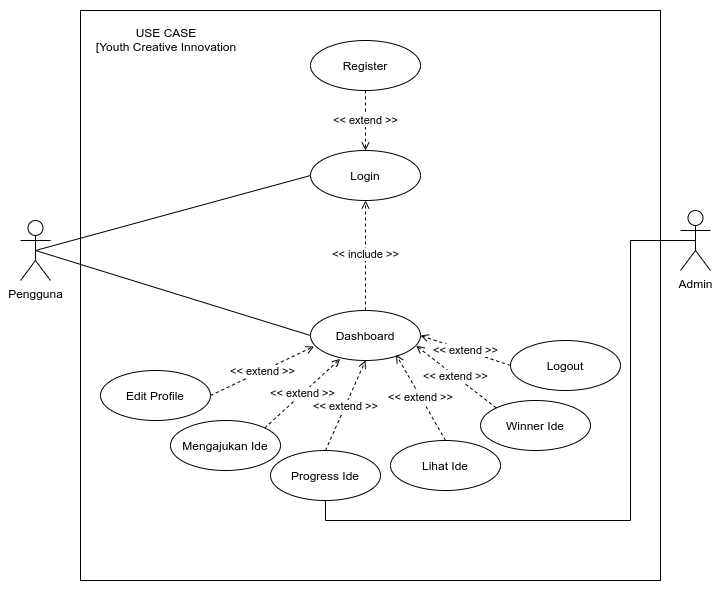 USE CASE
[Youth Creative Innovation
Register
<< extend >>
Login
<< include >>
Pengguna
Admin
Dashboard
<< extend >>
Logout
<< extend >>
Edit Profile
<< extend >>
<< extend >>
<< extend >>
<< extend >>
Winner Ide
Mengajukan Ide
Lihat Ide
Progress Ide